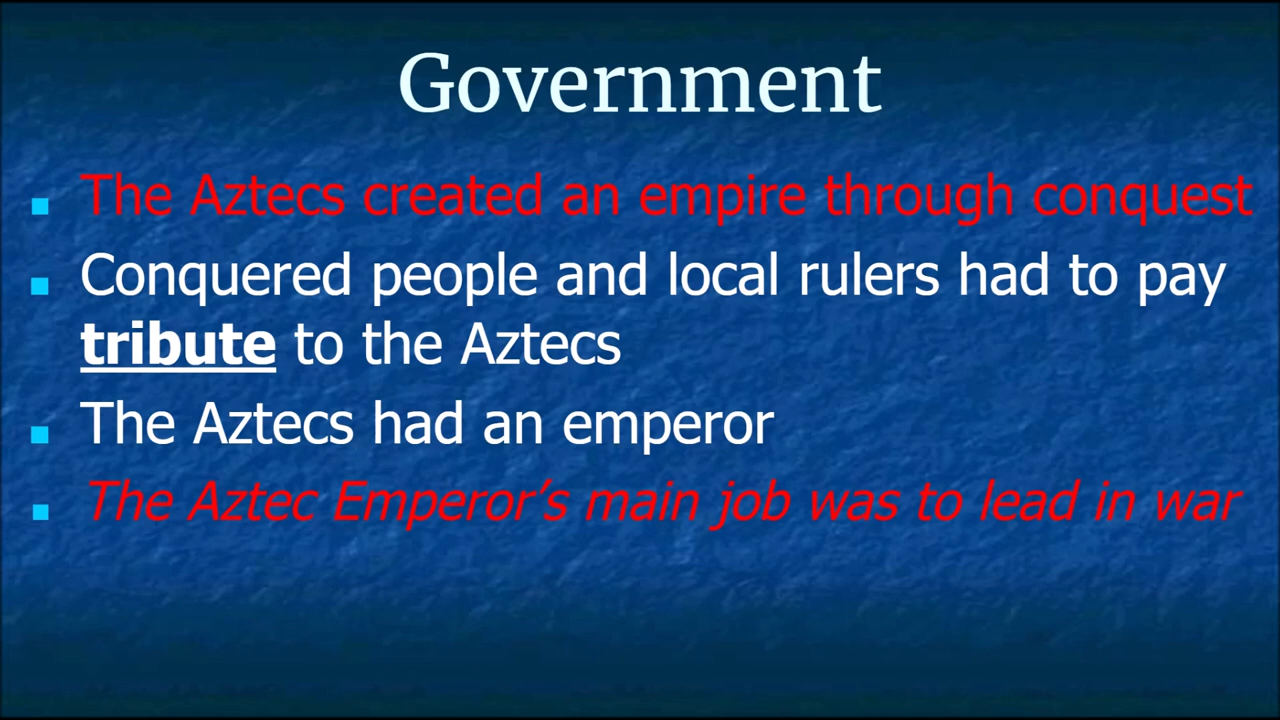 Government
The Aztecs created an empire through conquest
Conquered people and local rulers had to pay
tribute to the Aztecs
The Aztecs had an emperor
The Aztec Emperor’s main job was to lead in war